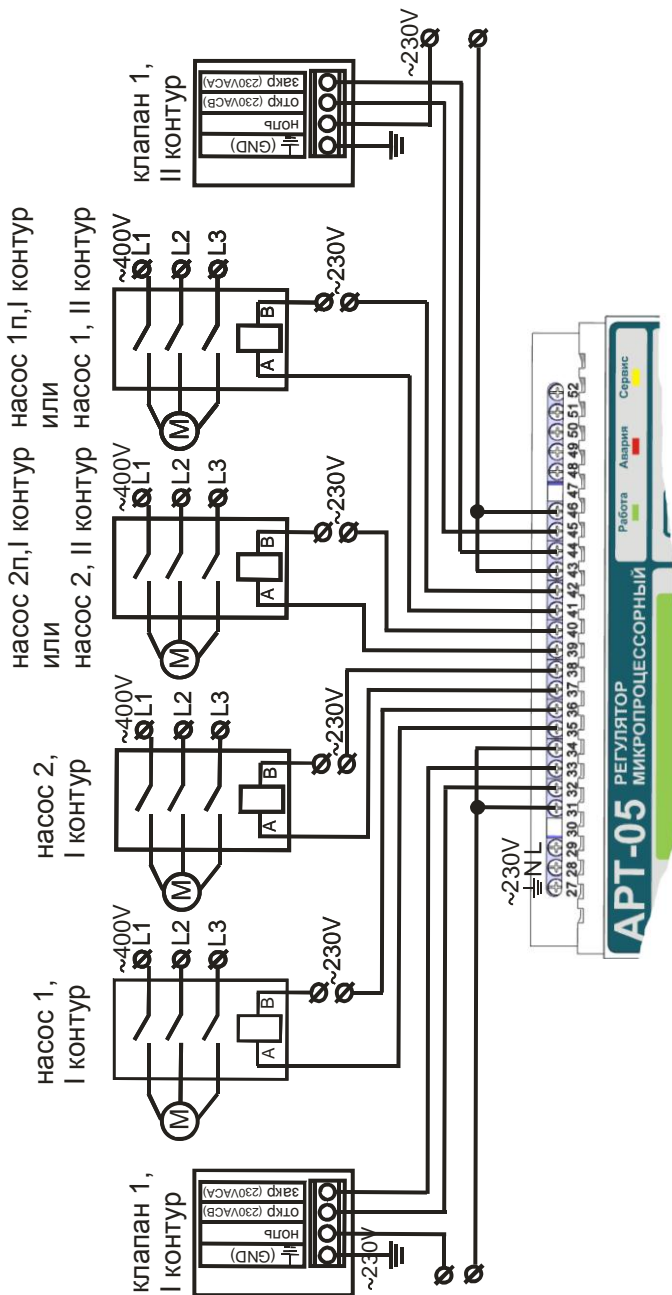 клапан 1,
I контур
(GND)
ноль
откр (230VACB)
закр (230VACA)
~230V
насос 1,
I контур
~400V
L1
L2
L3
M
A
B
~230V
насос 2,
I контур
~400V
L1
L2
L3
M
A
B
~230V
насос 2п,I контур
или
насос 2, II контур
~400V
L1
L2
L3
M
A
B
~230V
насос 1п,I контур
или
насос 1, II контур
~400V
L1
L2
L3
M
A
B
~230V
клапан 1,
II контур
(GND)
ноль
откр (230VACB)
закр (230VACA)
~230V
~230V
N L
27 28 29 30 31 32 33 34 35 36 37 38 39 40 41 42 43 44 45 46 47 48 49 50 51 52
АРТ-05
РЕГУЛЯТОР
МИКРОПРОЦЕССОРНЫЙ
Работа
Авария
Сервис